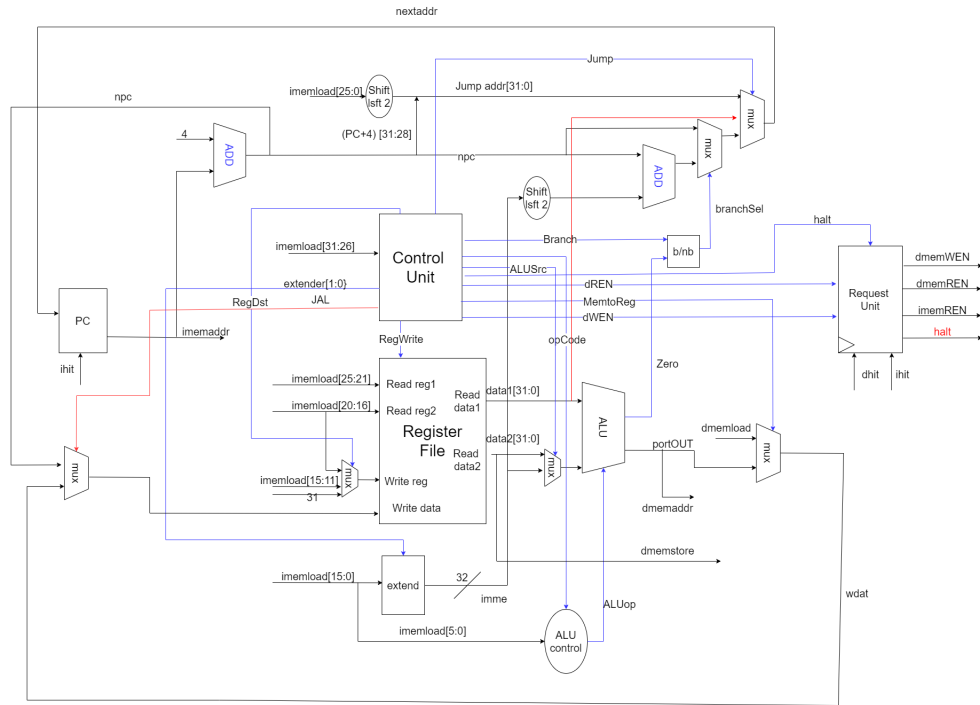 nextaddr
Jump
npc
imemload[25:0]
Shift
lsft 2
Jump addr[31:0]
mux
4
ADD
(PC+4) [31:28]
npc
mux
ADD
Shift
lsft 2
branchSel
halt
imemload[31:26]
Control
Unit
Branch
b/nb
ALUSrc
dREN
MemtoReg
dWEN
extender[1:0}
RegDst
JAL
PC
imemaddr
ihit
RegWrite
opCode
Zero
Request
Unit
dmemWEN
dmemREN
imemREN
halt
dhit
ihit
imemload[25:21]
Read reg1
Read
data1
data1[31:0]
imemload[20:16]
Read reg2
Register
File
data2[31:0]
Read
data2
ALU
dmemload
portOUT
mux
mux
mux
mux
imemload[15:11]
31
Write reg
Write data
dmemaddr
dmemstore
imemload[15:0]
extend
32
imme
wdat
ALUop
imemload[5:0]
ALU
control